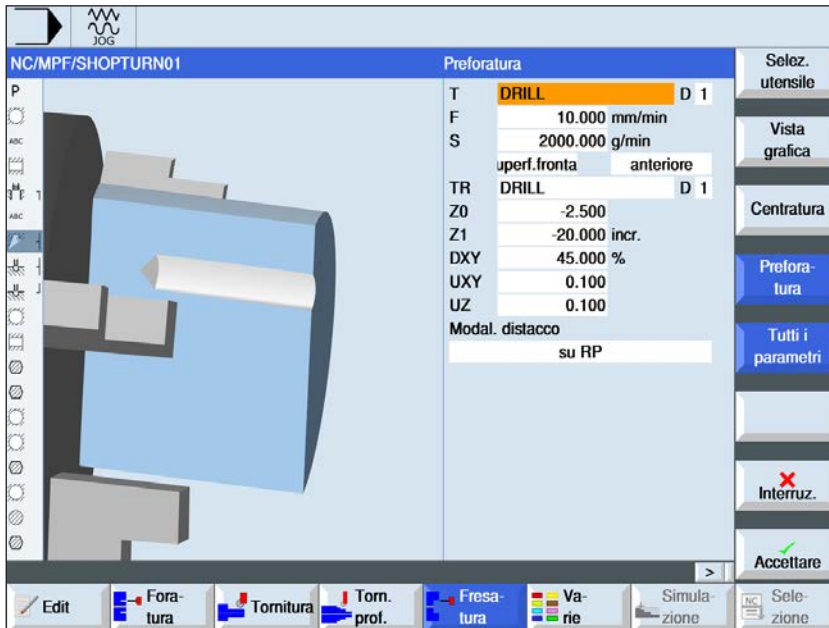 JOG
NC/MPF/SHOPTURN01
Preforatura
P
ABC
ABC
T DRILL D 1
F 10.000 mm/min
S 2000.000 g/min
uperf.fronta anteriore
TR DRILL D 1
Z0 -2.500
Z1 -20.000 incr.
DXY 45.000 %
UXY 0.100
UZ 0.100
Modal. distacco
su RP
Selez.
utensile
Vista
grafica
Centratura
Prefora-
tura
Tutti i
parametri
Interruz.
Accettare
>
Edit
Fora-
tura
Tornitura
Torn.
prof.
Fresa-
tura
Va-
rie
Simula-
zione
NC
Sele-
zione